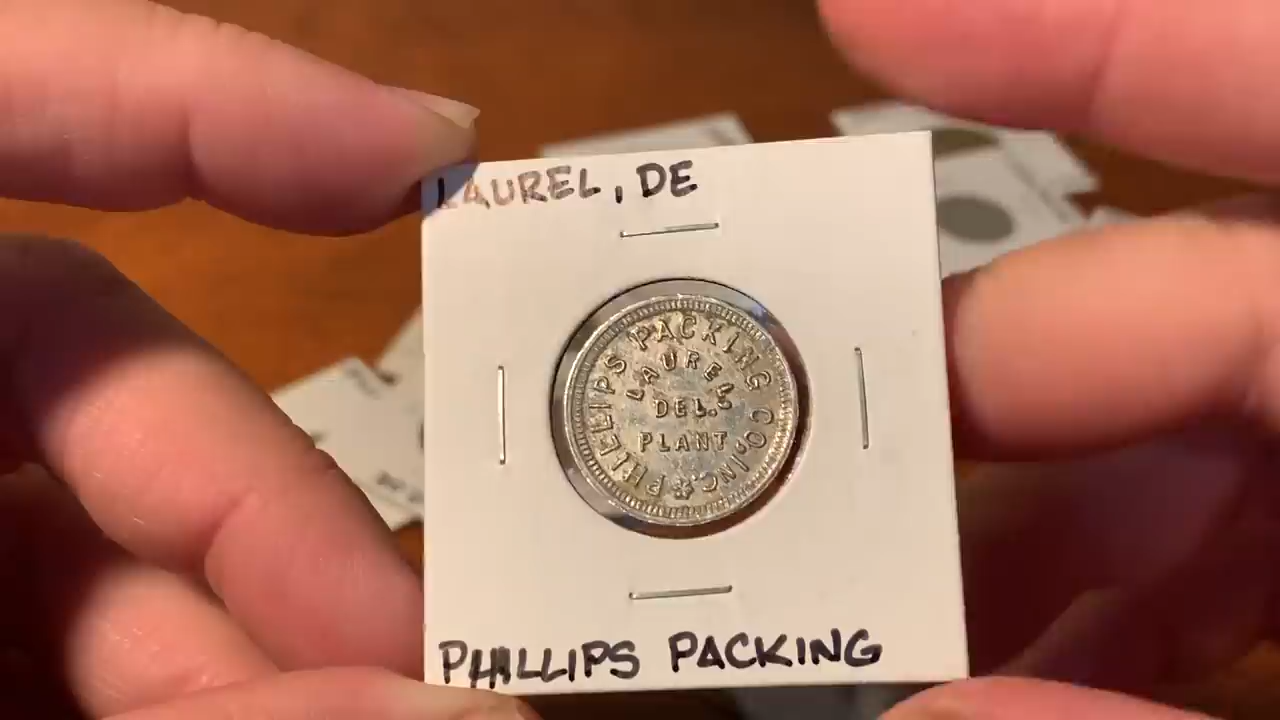 LAUREL, DE
PHILLIPS PACKING CO. INC.
LAUREL
DEL.
PLANT
PHILLIPS PACKING